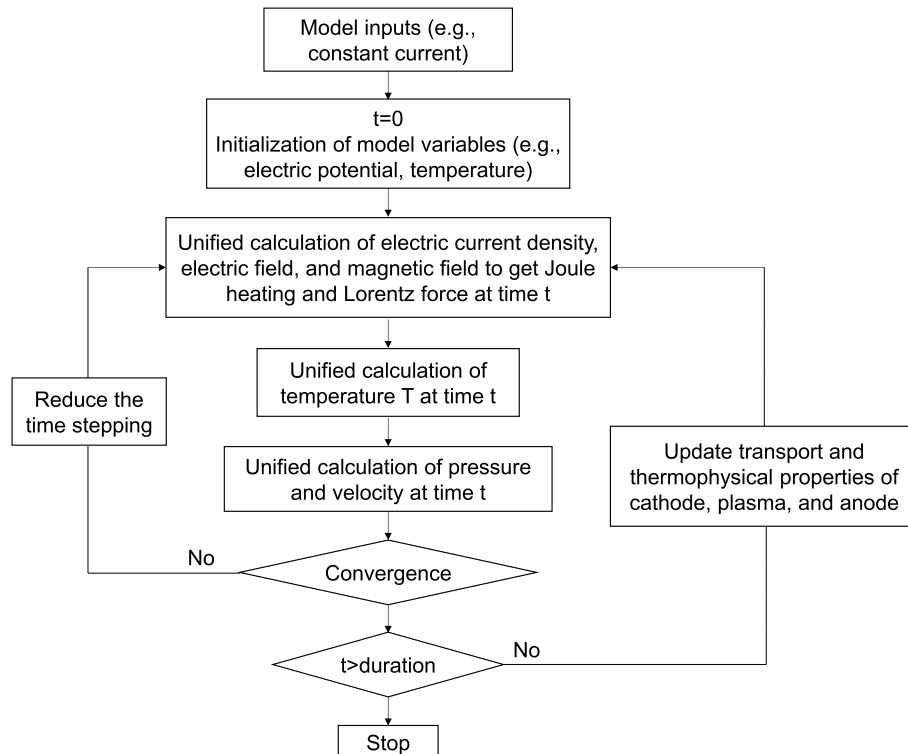 Model inputs (e.g.,
constant current)
t=0
Initialization of model variables (e.g.,
electric potential, temperature)
Unified calculation of electric current density,
electric field, and magnetic field to get Joule
heating and Lorentz force at time t
Unified calculation of
temperature T at time t
Reduce the
time stepping
Unified calculation of pressure
and velocity at time t
Update transport and
thermophysical properties of
cathode, plasma, and anode
No
Convergence
t>duration
No
Stop